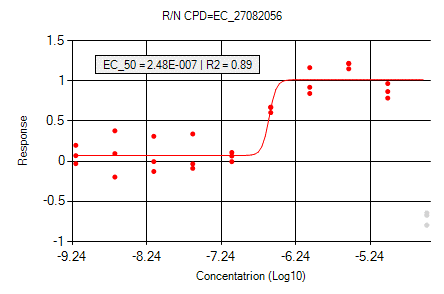 R/N CPD=EC_27082056
EC_50 = 2.48E-007 | R2 = 0.89
1.5
1
0.5
0
-0.5
-1
Response
-9.24 -8.24 -7.24 -6.24 -5.24
Concentatrion (Log10)